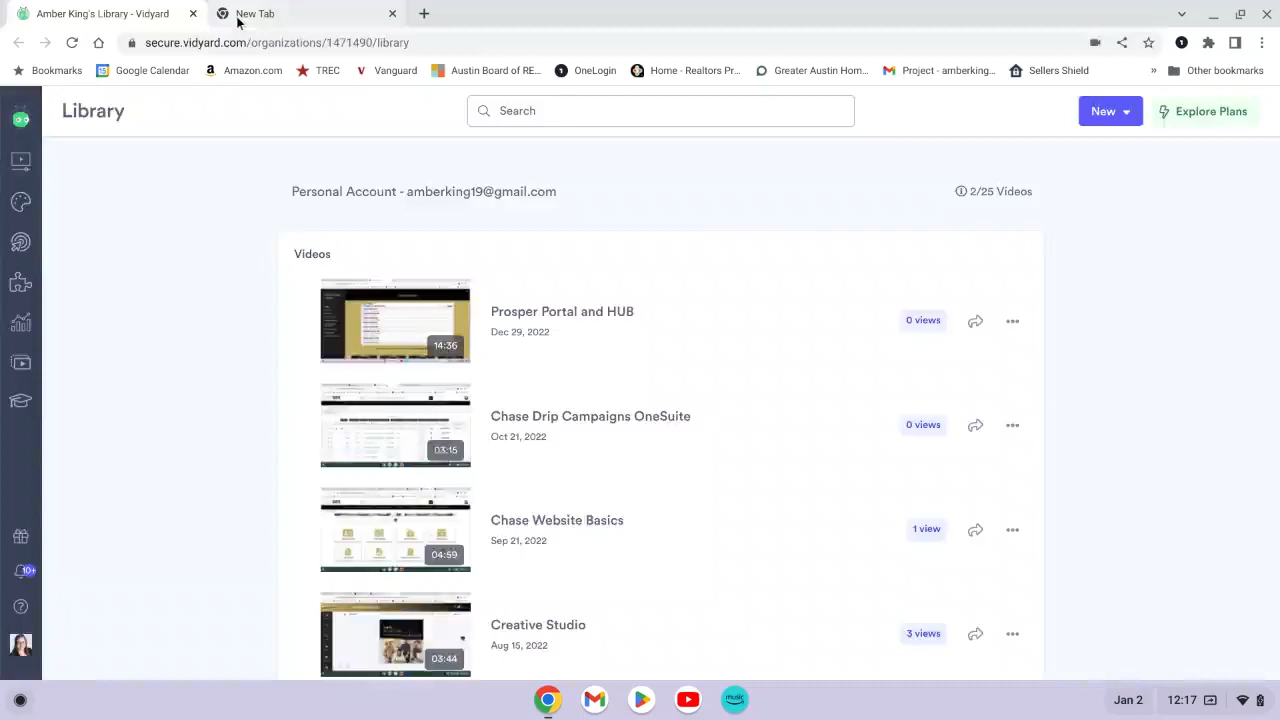 Amber King's Library - Vidyard
New Tab
secure.vidyard.com/organizations/1471490/library
Bookmarks
Google Calendar
Amazon.com
TREC
Vanguard
Austin Board of RE...
OneLogin
Home - Realtors Pr...
Greater Austin Hom...
Project - amberking...
Sellers Shield
»
Other bookmarks
Library
Search
New
Explore Plans
Personal Account - amberking19@gmail.com
2/25 Videos
Videos
14:36
Portal and HUB
29, 2022
0 views
03:15
Chase Drip Campaigns OneSuite
Oct 21, 2022
views
04:59
Chase Website Basics
Sep 21, 2022
1 view
03:44
Creative Studio
Aug 15, 2022
3 views
music
Jan 2
12:17